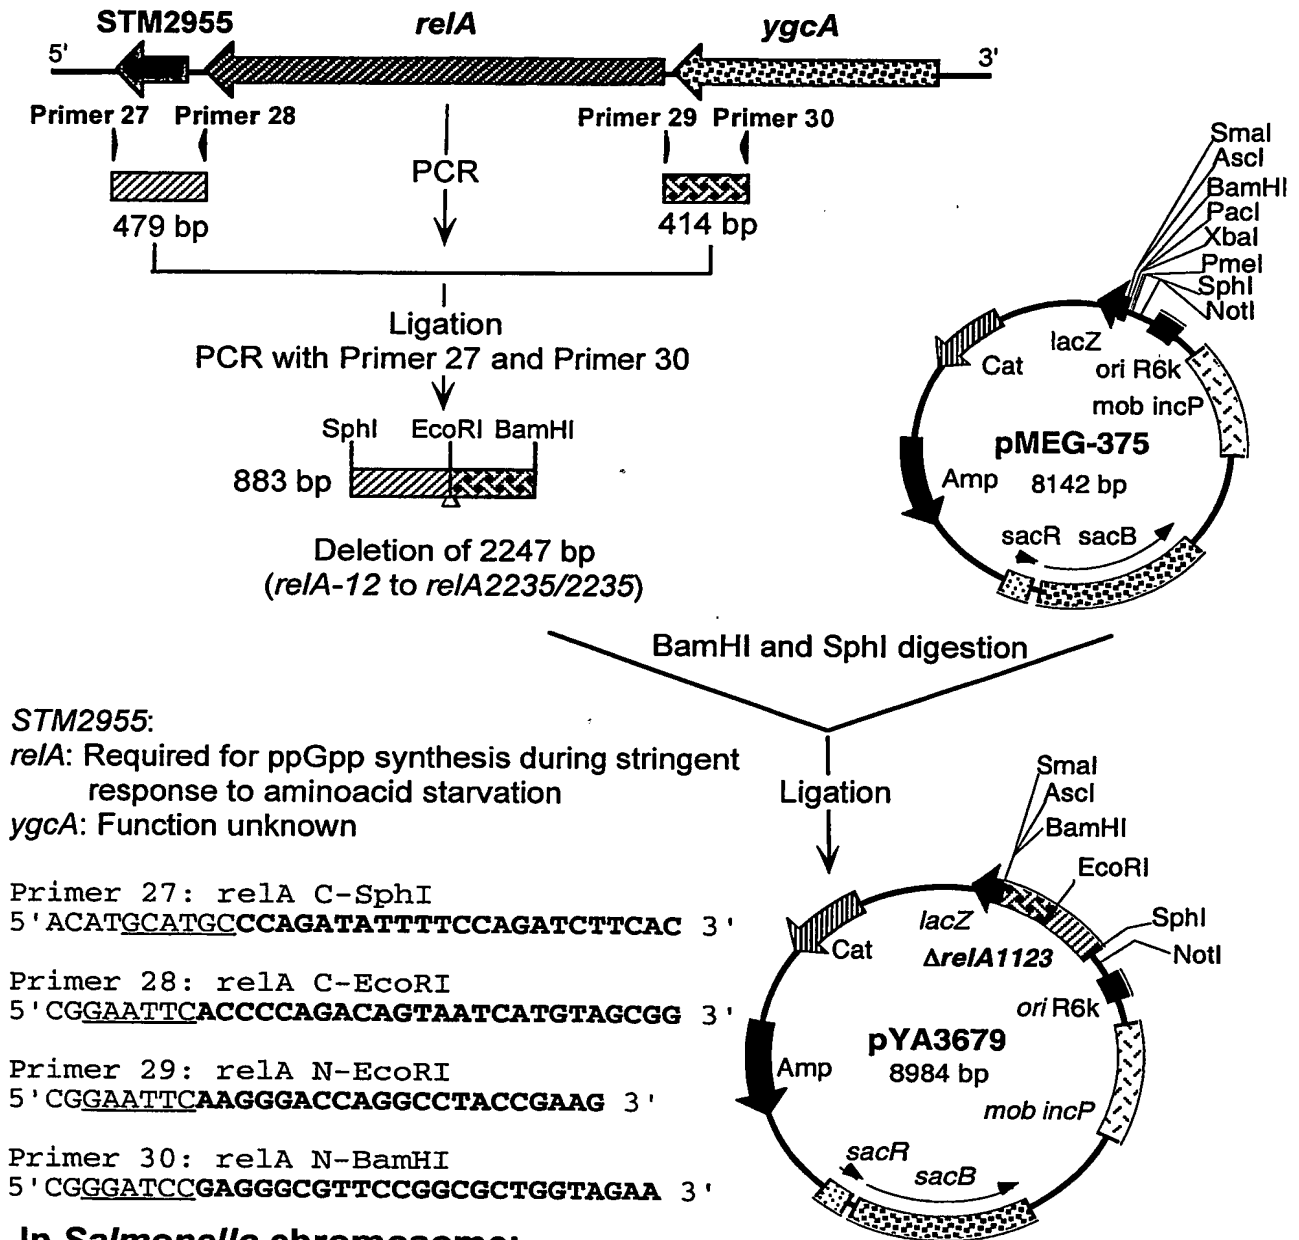 STM2955 relA ygcA
5' 3'
Primer 27 Primer 28 Primer 29 Primer 30
PCR
479 bp 414 bp
Ligation
PCR with Primer 27 and Primer 30
SphI EcoRI BamHI
883 bp
Deletion of 2247 bp
(relA-12 to relA2235/2235)
SmaI
AscI
BamHI
PacI
XbaI
PmeI
SphI
NotI
lacZ
Cat
ori R6k
mob incP
pMEG-375
Amp 8142 bp
sacR sacB
BamHI and SphI digestion
STM2955:
relA: Required for ppGpp synthesis during stringent
response to aminoacid starvation
ygcA: Function unknown
Ligation
Primer 27: relA C-SphI
5'ACATGCATGCCCAGATATTTTCCAGATCTTCAC 3'
Primer 28: relA C-EcoRI
5'CGGAATTCACCCCAGACAGTAATCATGTAGCGG 3'
Primer 29: relA N-EcoRI
5'CGGAATTCAAGGGACCAGGCCTACCGAAG 3'
Primer 30: relA N-BamHI
5'CGGGATCCGAGGGCGTTCCGGCGCTGGTAGAA 3'
SmaI
AscI
BamHI
EcoRI
SphI
NotI
lacZ
Cat
ΔrelA1123
ori R6k
pYA3679
Amp 8984 bp
mob incP
sacR
sacB
In Salmonella chromosome: